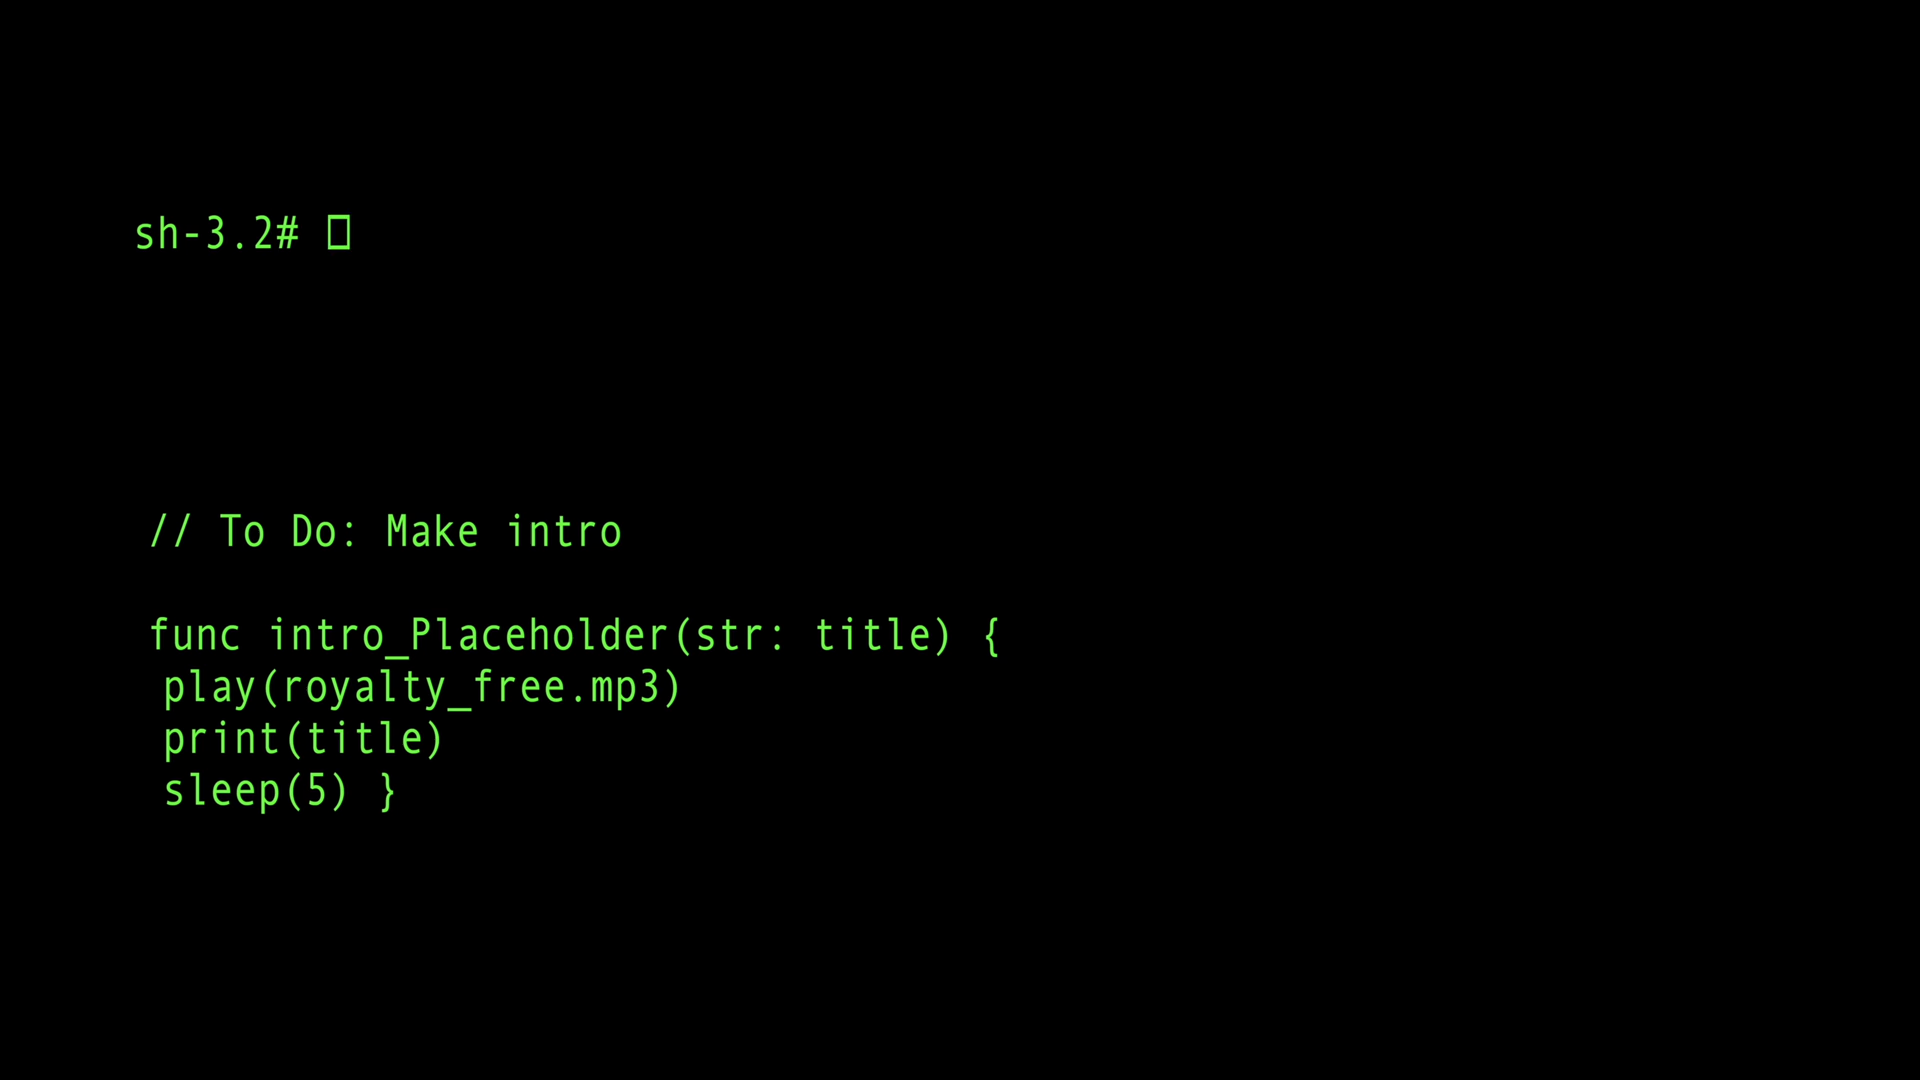 sh-3.2#
// To Do: Make intro
func intro_Placeholder(str: title) {
play(royalty_free.mp3)
print(title)
sleep(5) }